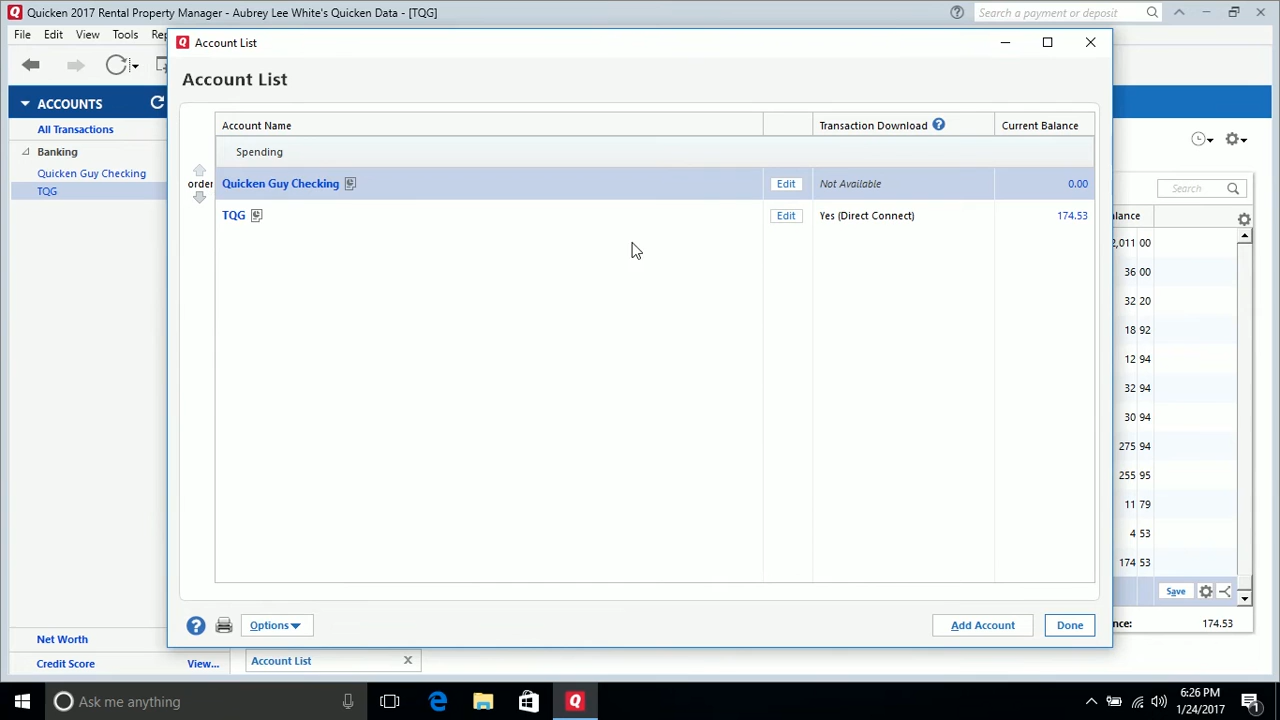 Quicken 2017 Rental Property Manager - Aubrey Lee White's Quicken Data - [TQG]
Search a payment or deposit
File Edit View Tools
Account List
Account List
ACCOUNTS
All Transactions
Banking
Quicken Guy Checking
TQG
Account Name Transaction Download ? Current Balance
Spending
order
Quicken Guy Checking Edit Not Available 0.00
TQG Edit Yes (Direct Connect) 174.53
Search
2,011 00
36 00
32 20
18 92
12 94
32 94
30 94
275 94
255 95
11 79
4 53
174 53
Save
174.53
? Options Add Account Done
Net Worth
Credit Score View...
Account List
Ask me anything
6:26 PM
1/24/2017
1